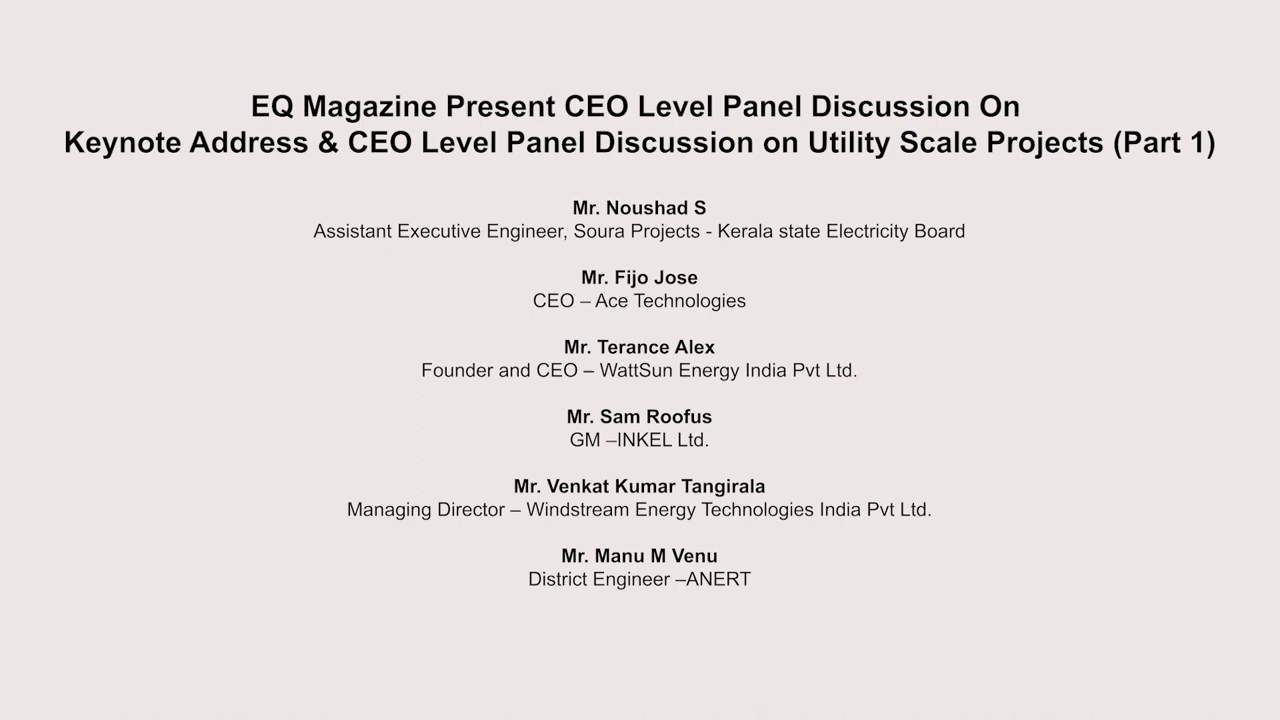 EQ Magazine Present CEO Level Panel Discussion On
Keynote Address & CEO Level Panel Discussion on Utility Scale Projects (Part 1)
Mr. Noushad S
Assistant Executive Engineer, Soura Projects - Kerala state Electricity Board
Mr. Fijo Jose
CEO – Ace Technologies
Mr. Terance Alex
Founder and CEO – WattSun Energy India Pvt Ltd.
Mr. Sam Roofus
GM –INKEL Ltd.
Mr. Venkat Kumar Tangirala
Managing Director – Windstream Energy Technologies India Pvt Ltd.
Mr. Manu M Venu
District Engineer –ANERT